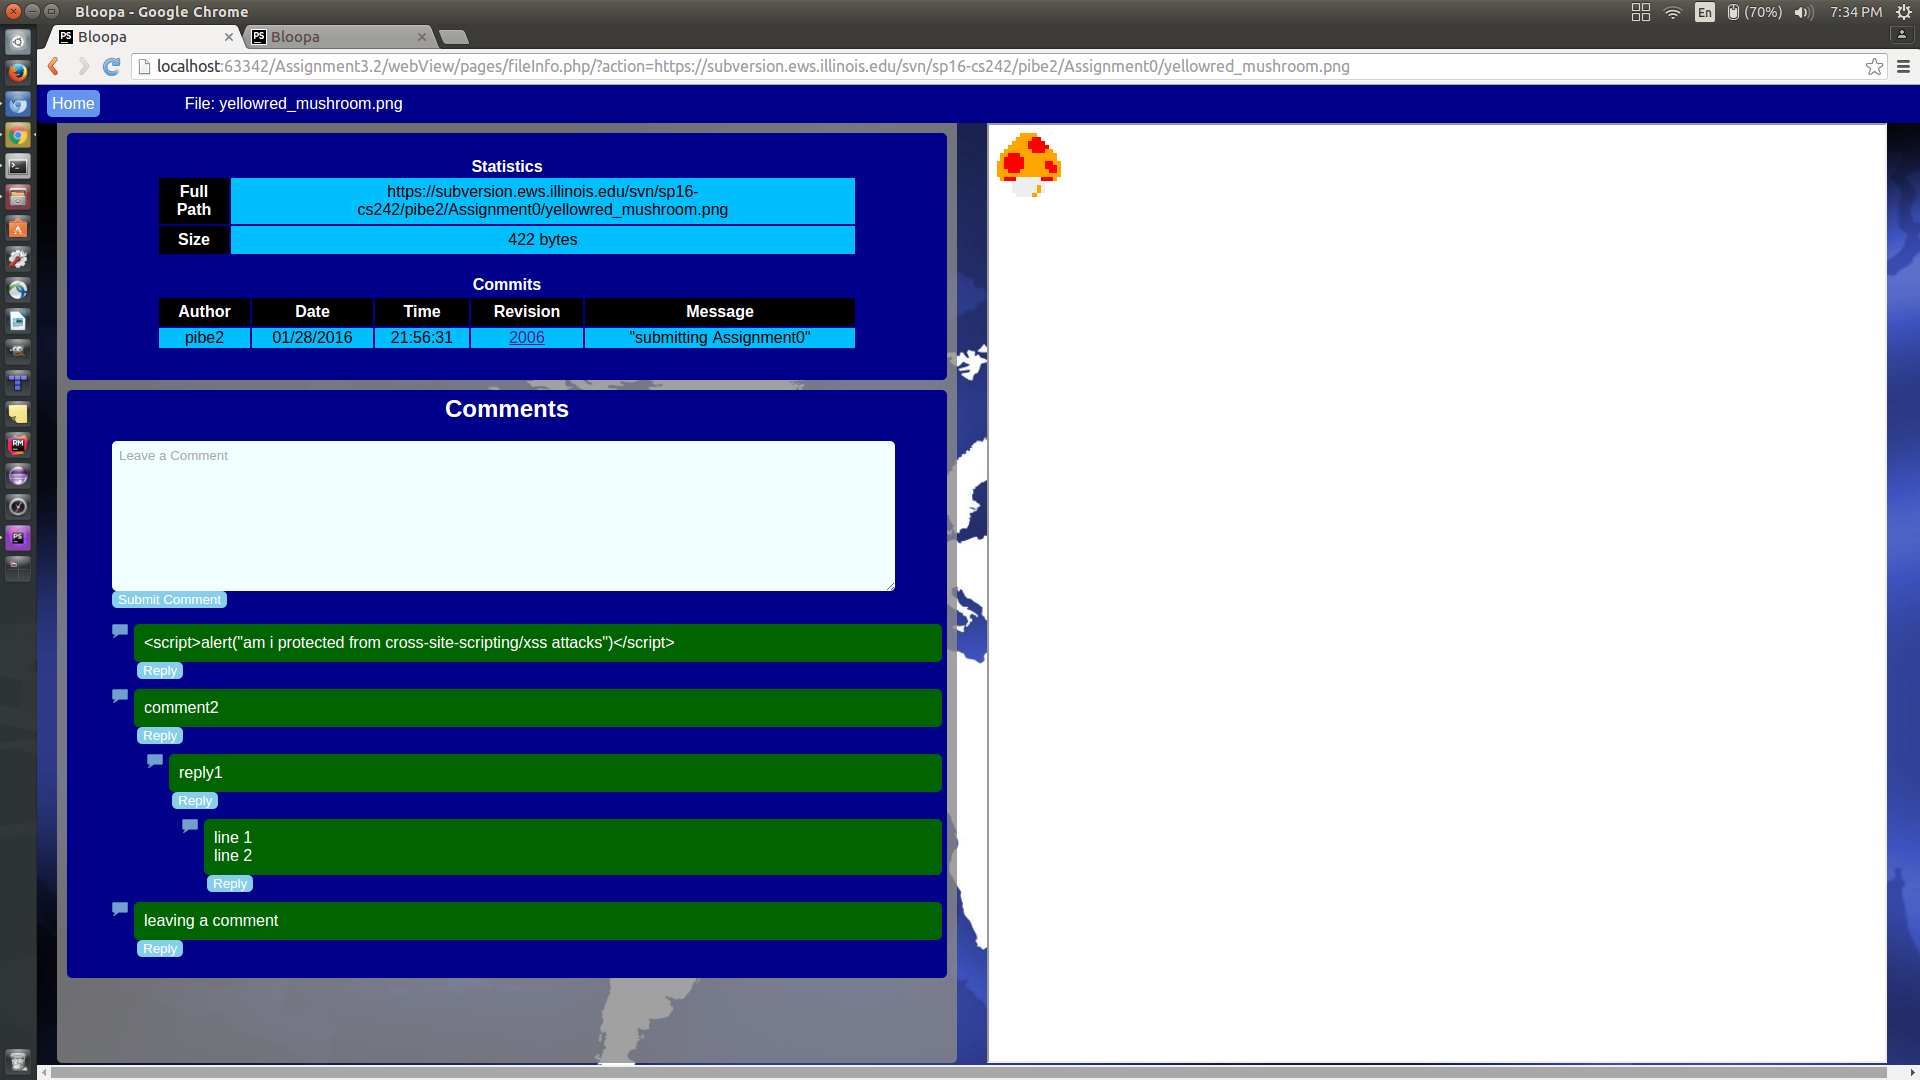 Bloopa - Google Chrome
En
(70%)
7:34 PM
PS Bloopa
PS Bloopa
localhost:63342/Assignment3.2/webView/pages/fileInfo.php/?action=https://subversion.ews.illinois.edu/svn/sp16-cs242/pibe2/Assignment0/yellowred_mushroom.png
Home
File: yellowred_mushroom.png
Statistics
Full Path
https://subversion.ews.illinois.edu/svn/sp16-
cs242/pibe2/Assignment0/yellowred_mushroom.png
Size
422 bytes
Commits
Author Date Time Revision Message
pibe2 01/28/2016 21:56:31 2006 "submitting Assignment0"
Comments
Leave a Comment
Submit Comment
<script>alert("am i protected from cross-site-scripting/xss attacks")</script>
Reply
comment2
Reply
reply1
Reply
line 1
line 2
Reply
leaving a comment
Reply
RM
PS